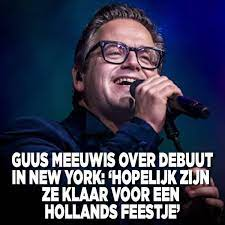 GUUS MEEUWIS OVER DEBUUT
IN NEW YORK: ‘HOPELIJK ZIJN
ZE KLAAR VOOR EEN
HOLLANDS FEESTJE’